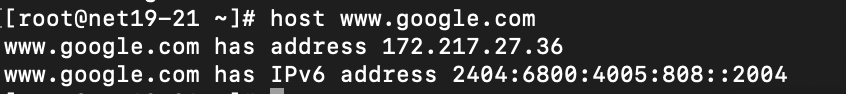 [[root@net19-21 ~]# host www.google.com
www.google.com has address 172.217.27.36
www.google.com has IPv6 address 2404:6800:4005:808::2004